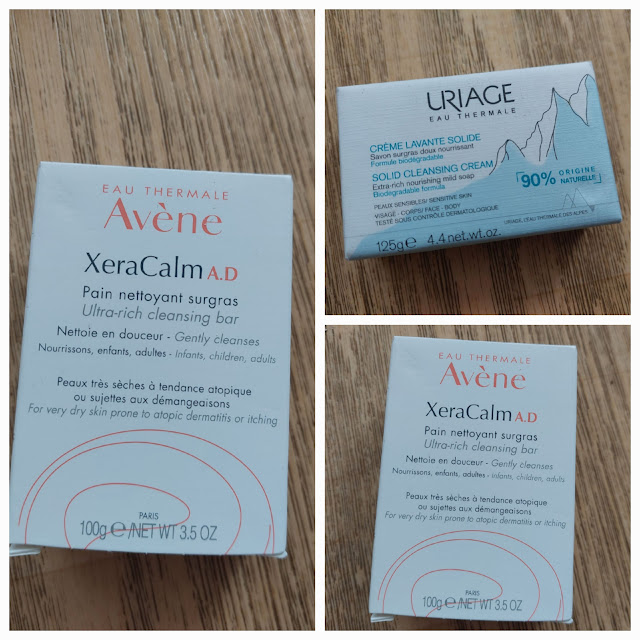 EAU THERMALE
Avène
XeraCalm A.D
Pain nettoyant surgras
Ultra-rich cleansing bar
Nettoie en douceur - Gently cleanses
Nourrissons, enfants, adultes - Infants, children, adults
Peaux très sèches à tendance atopique
ou sujettes aux démangeaisons
For very dry skin prone to atopic dermatitis or itching
PARIS
100g e/NET WT 3.5 OZ
URIAGE
EAU THERMALE
CRÈME LAVANTE SOLIDE
Savon surgras doux nourrissant
Formule biodégradable
SOLID CLEANSING CREAM
Extra-rich nourishing mild soap
Biodegradable formula
90% ORIGINE
NATURELLE
PEAUX SENSIBLES/ SENSITIVE SKIN
VISAGE - CORPS/ FACE - BODY
TESTÉ SOUS CONTRÔLE DERMATOLOGIQUE
URIAGE, L'EAU THERMALE DES ALPES
125g e 4.4 net.wt.oz.
EAU THERMALE
Avène
XeraCalm A.D
Pain nettoyant surgras
Ultra-rich cleansing bar
Nettoie en douceur - Gently cleanses
Nourrissons, enfants, adultes - Infants, children, adults
Peaux très sèches à tendance atopique
ou sujettes aux démangeaisons
For very dry skin prone to atopic dermatitis or itching
PARIS
100g e/NET WT 3.5 OZ